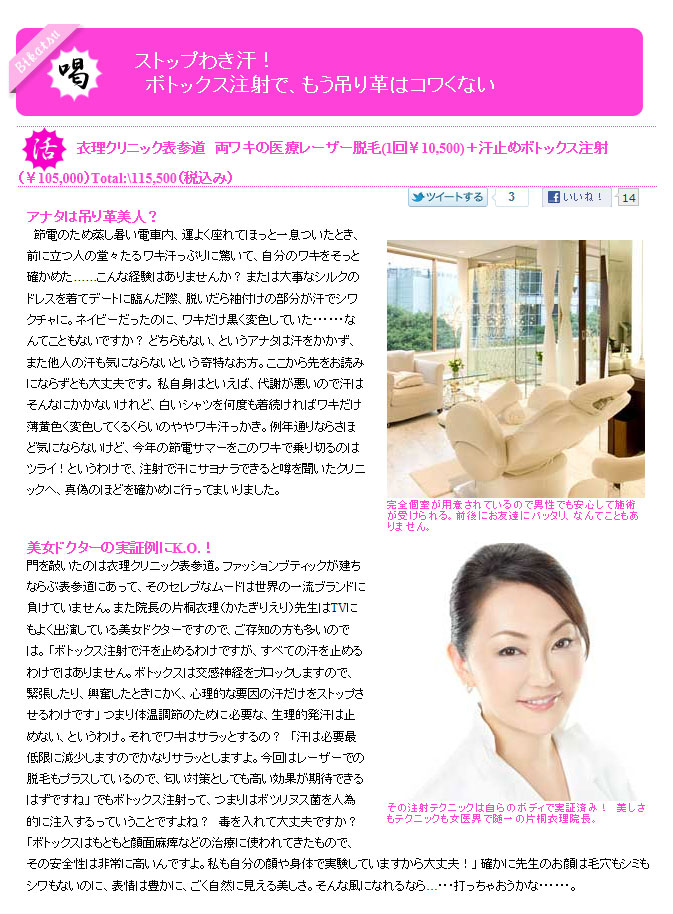 Bikatsu
喝
ストップわき汗！
ボトックス注射で、もう吊り革はコワくない
活
衣理クリニック表参道　両ワキの医療レーザー脱毛(1回￥10,500)＋汗止めボトックス注射
(￥105,000)Total:\115,500(税込み)
ツイートする 3 いいね！ 14
アナタは吊り革美人？
節電のため蒸し暑い電車内、運よく座れてほっと一息ついたとき、
前に立つ人の堂々たるワキ汗っぷりに驚いて、自分のワキをそっと
確かめた……こんな経験はありませんか？ または大事なシルクの
ドレスを着てデートに臨んだ際、脱いだら袖付けの部分が汗でシワ
クチャに。ネイビーだったのに、ワキだけ黒く変色していた・・・・・・な
んてこともないですか？ どちらもない、というアナタは汗をかかず、
また他人の汗も気にならないという奇特なお方。ここから先をお読み
にならずとも大丈夫です。 私自身はといえば、代謝が悪いので汗は
そんなにかかないけれど、白いシャツを何度も着続ければワキだけ
薄黄色く変色してくるくらいのややワキ汗っかき。例年通りならさほ
ど気にならないけど、今年の節電サマーをこのワキで乗り切るのは
ツライ！というわけで、注射で汗にサヨナラできると噂を聞いたクリニ
ックへ、真偽のほどを確かめに行ってまいりました。
完全個室が用意されているので男性でも安心して施術
が受けられる。前後にお友達にバッタリ、なんてこともあ
りません。
美女ドクターの実証例にK.O.！
門を敲いたのは衣理クリニック表参道。ファッションブティックが建ち
ならぶ表参道にあって、そのセレブなムードは世界の一流ブランドに
負けていません。また院長の片桐衣理(かたぎりえり)先生はTVに
もよく出演している美女ドクターですので、ご存知の方も多いので
は。「ボトックス注射で汗を止めるわけですが、すべての汗を止める
わけではありません。ボトックスは交感神経をブロックしますので、
緊張したり、興奮したときにかく、心理的な要因の汗だけをストップさ
せるわけです」つまり体温調節のために必要な、生理的発汗は止
めない、というわけ。それでワキはサラッとするの？　「汗は必要最
低限に減少しますのでかなりサラッとしますよ。今回はレーザーでの
脱毛もプラスしているので、匂い対策としても高い効果が期待できる
はずですね」でもボトックス注射って、つまりはボツリヌス菌を人為
的に注入するっていうことですよね？　毒を入れて大丈夫ですか？
「ボトックスはもともと顔面麻痺などの治療に使われてきたもので、
その安全性は非常に高いんですよ。私も自分の顔や身体で実験していますから大丈夫！」確かに先生のお顔は毛穴もシミも
シワもないのに、表情は豊かに、ごく自然に見える美しさ。そんな風になれるなら…・・・打っちゃおうかな・・・・・・。
その注射テクニックは自らのボディで実証済み！　美しさ
もテクニックも女医界で随一の片桐衣理院長。